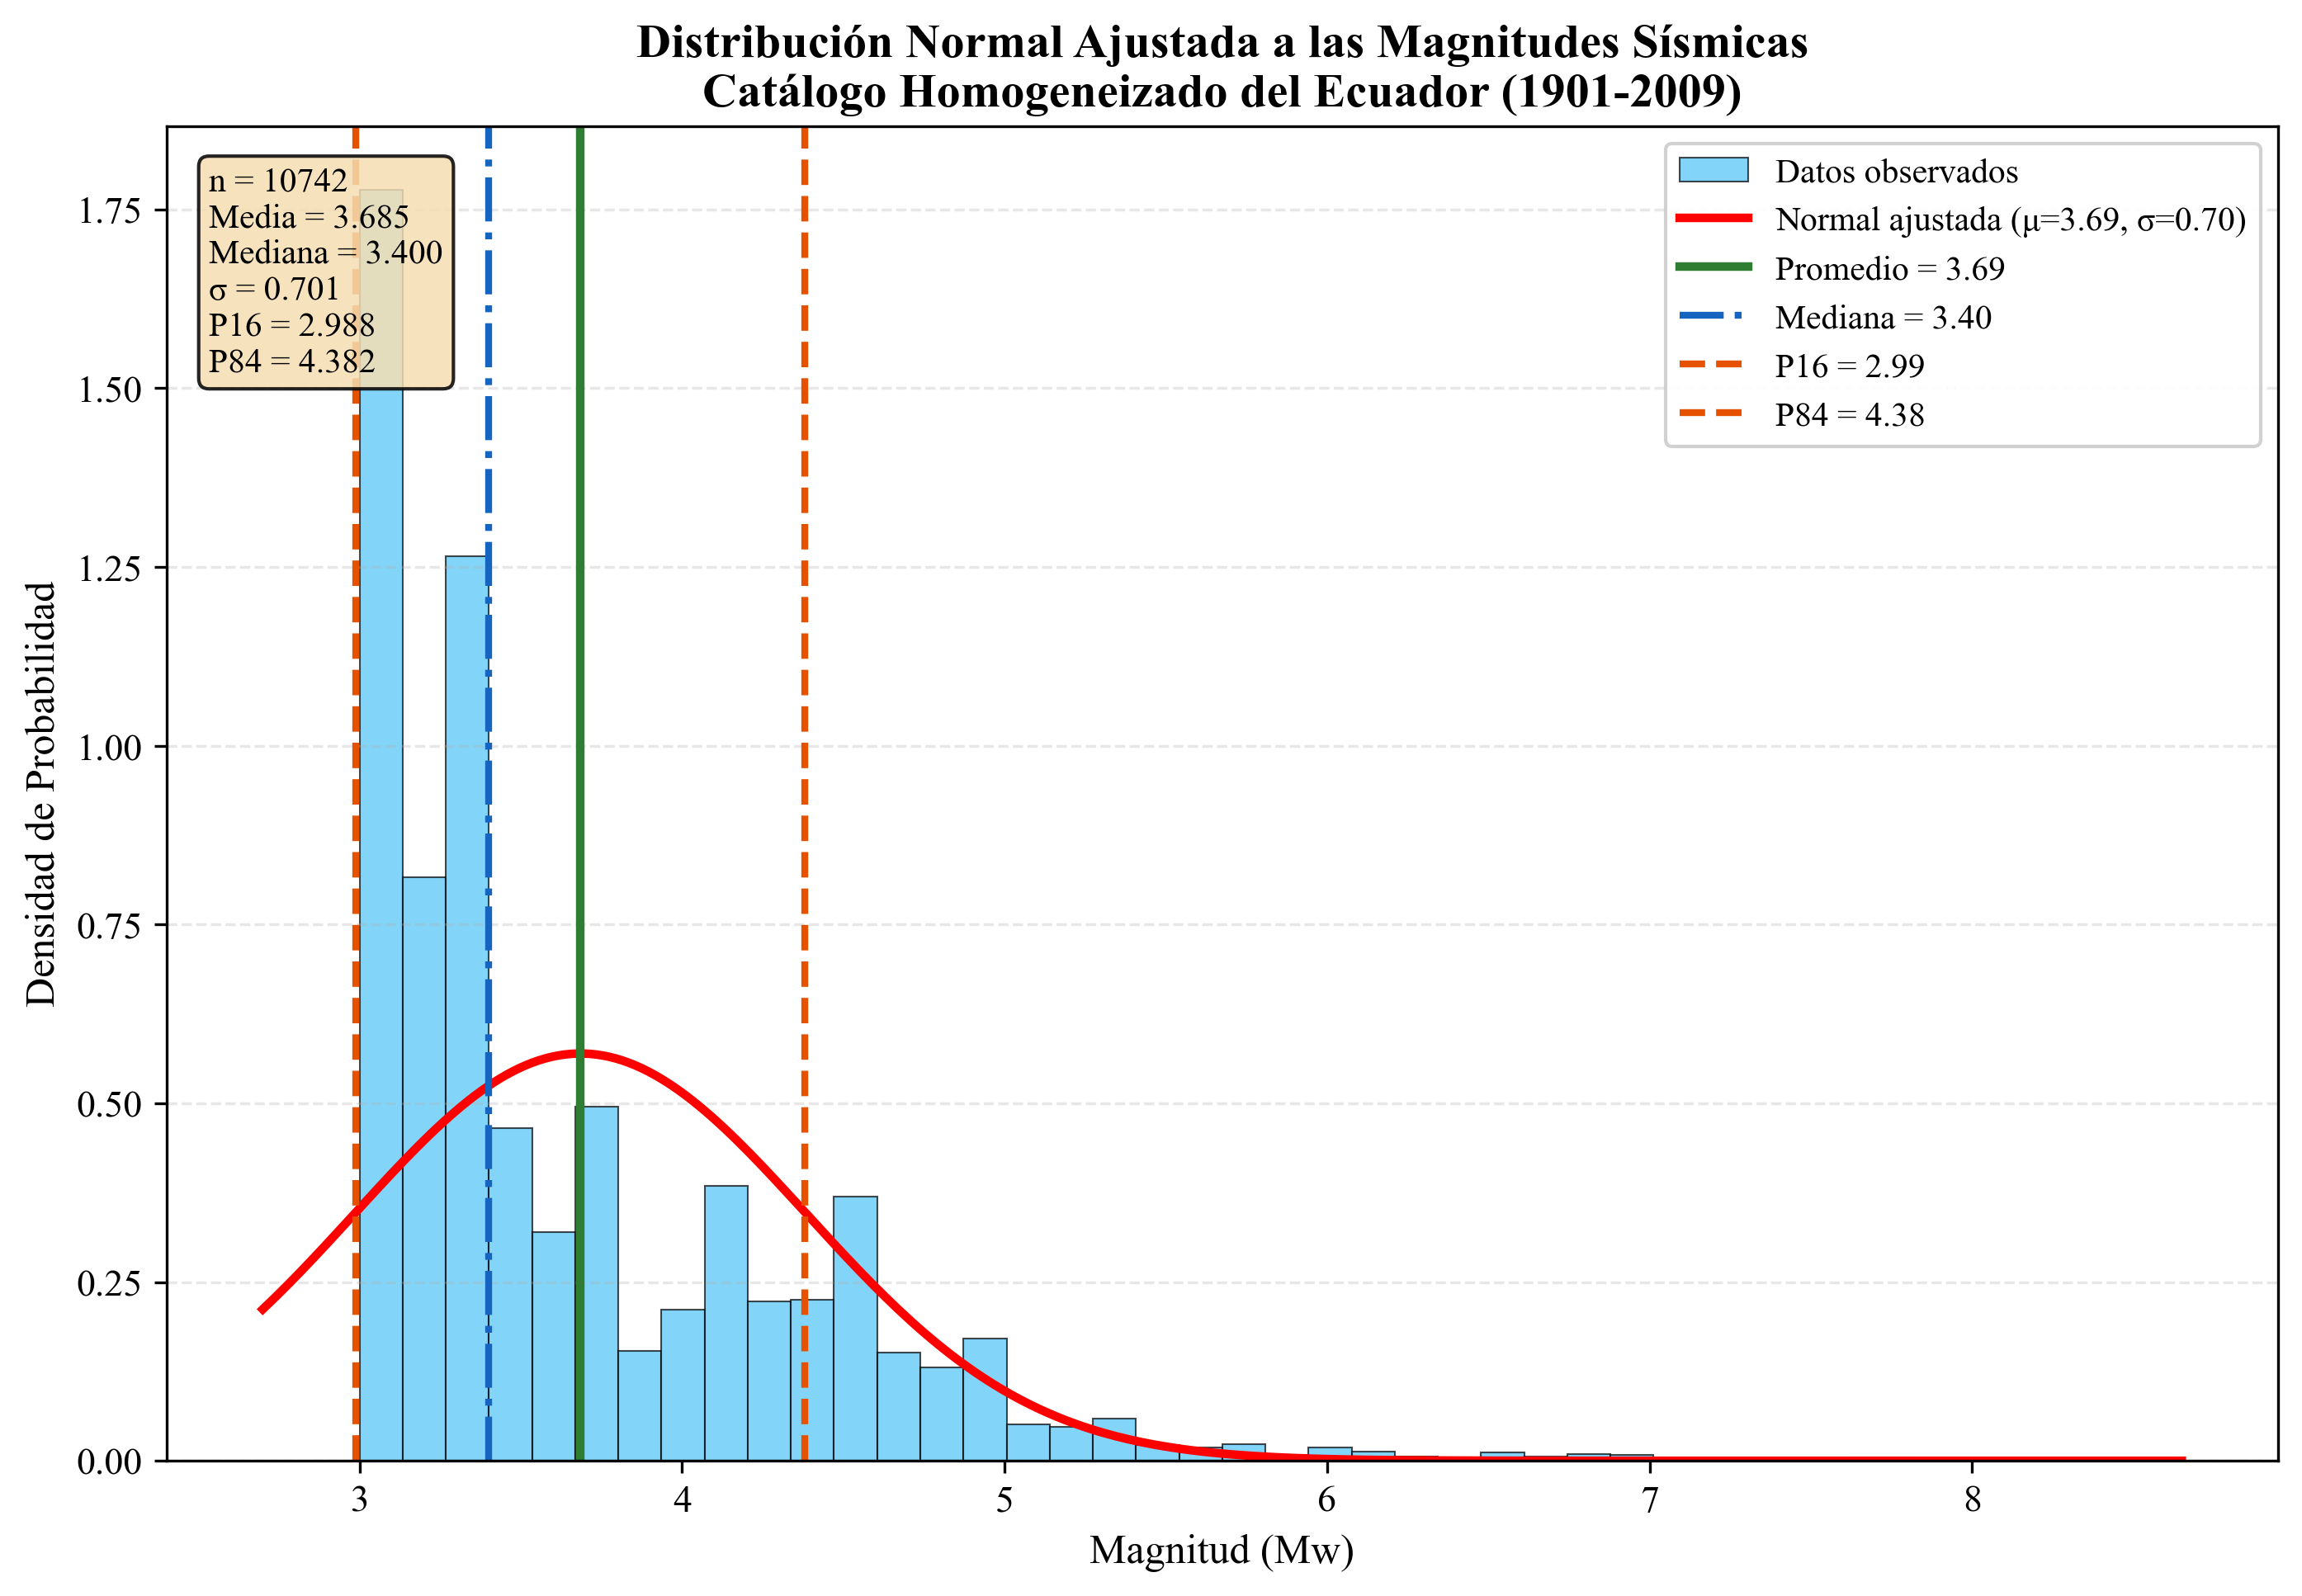 Distribución Normal Ajustada a las Magnitudes Sísmicas
Catálogo Homogeneizado del Ecuador (1901-2009)
n = 10742
Media = 3.685
Mediana = 3.400
σ = 0.701
P16 = 2.988
P84 = 4.382
Datos observados
Normal ajustada (μ=3.69, σ=0.70)
Promedio = 3.69
Mediana = 3.40
P16 = 2.99
P84 = 4.38
Densidad de Probabilidad
1.75
1.50
1.25
1.00
0.75
0.50
0.25
0.00
3 4 5 6 7 8
Magnitud (Mw)